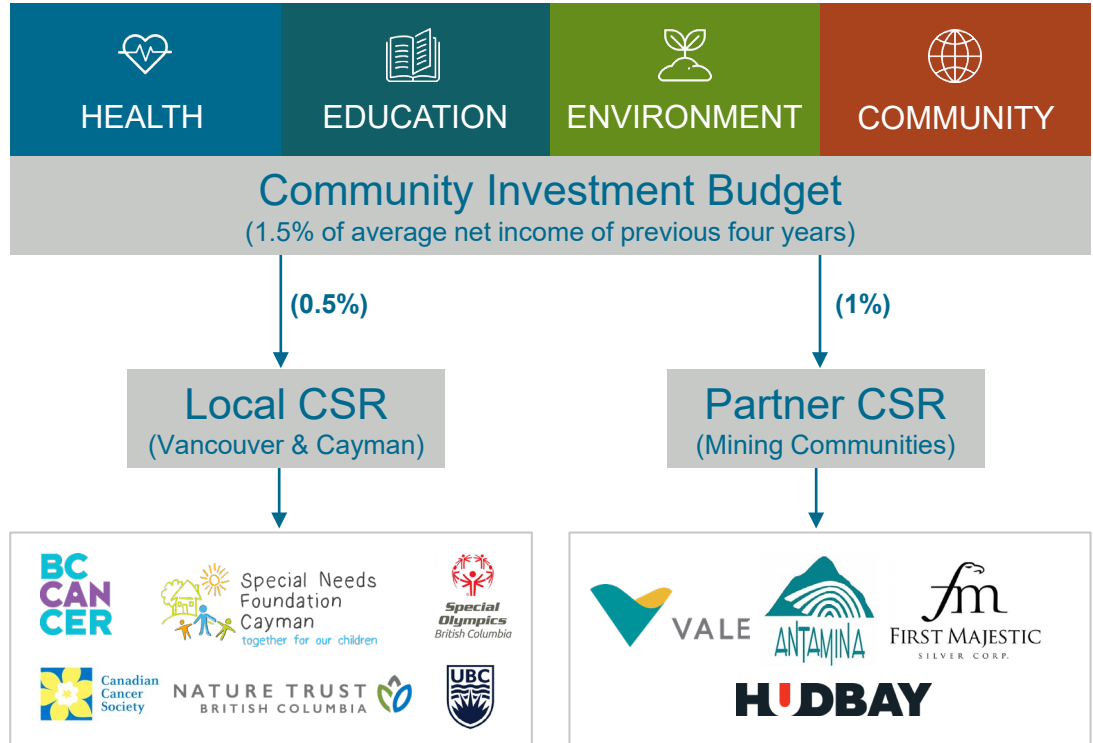 HEALTH
EDUCATION
ENVIRONMENT
COMMUNITY
Community Investment Budget
(1.5% of average net income of previous four years)
(0.5%)
(1%)
Local CSR
(Vancouver & Cayman)
Partner CSR
(Mining Communities)
BC
CAN
CER
Special Needs
Foundation
Cayman
together for our children
Special
Olympics
British Columbia
Canadian
Cancer
Society
NATURE TRUST
BRITISH COLUMBIA
UBC
VALE
ANTAMINA
fm
FIRST MAJESTIC
SILVER CORP.
HUDBAY